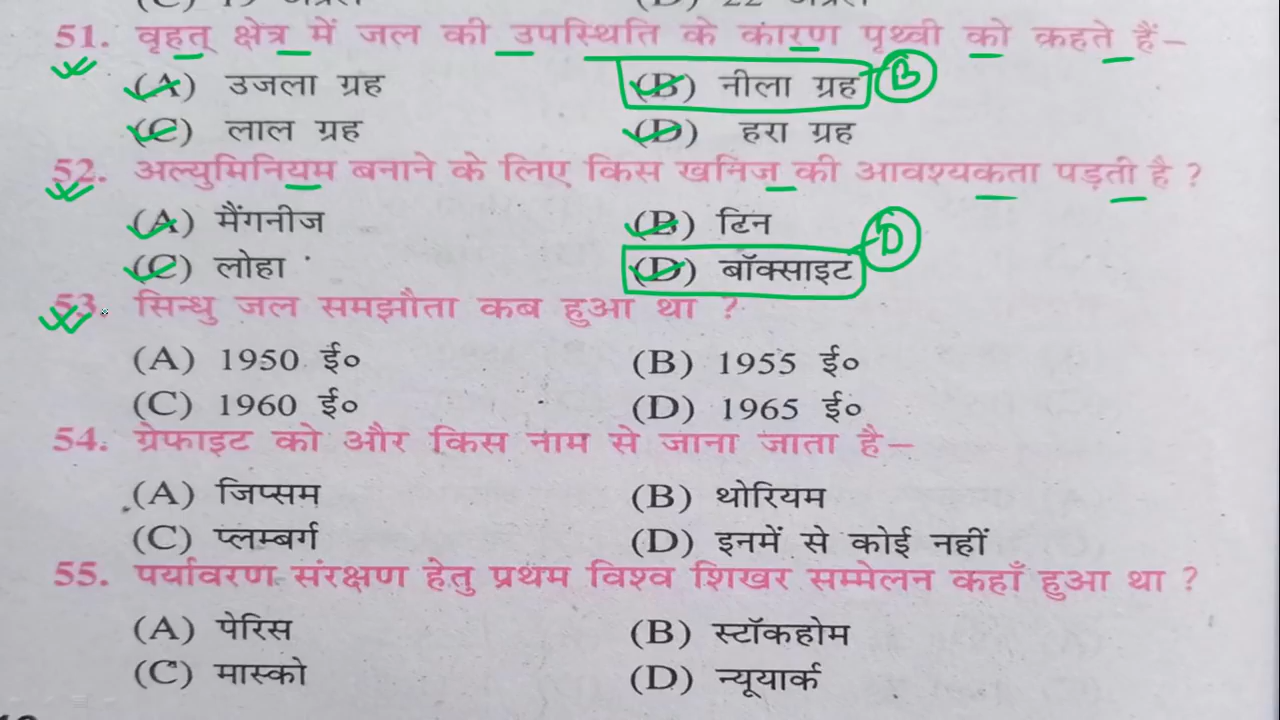 51. वृहत् क्षेत्र में जल की उपस्थिति के कारण पृथ्वी को कहते हैं–
(A) उजला ग्रह (B) नीला ग्रह B
(C) लाल ग्रह (D) हरा ग्रह
52. अल्युमिनियम बनाने के लिए किस खनिज की आवश्यकता पड़ती है ?
(A) मैंगनीज (B) टिन
(C) लोहा (D) बॉक्साइट D
53. सिन्धु जल समझौता कब हुआ था ?
(A) 1950 ई० (B) 1955 ई०
(C) 1960 ई० (D) 1965 ई०
54. ग्रेफाइट को और किस नाम से जाना जाता है–
(A) जिप्सम (B) थोरियम
(C) प्लम्बर्ग (D) इनमें से कोई नहीं
55. पर्यावरण संरक्षण हेतु प्रथम विश्व शिखर सम्मेलन कहाँ हुआ था ?
(A) पेरिस (B) स्टॉकहोम
(C) मास्को (D) न्यूयार्क